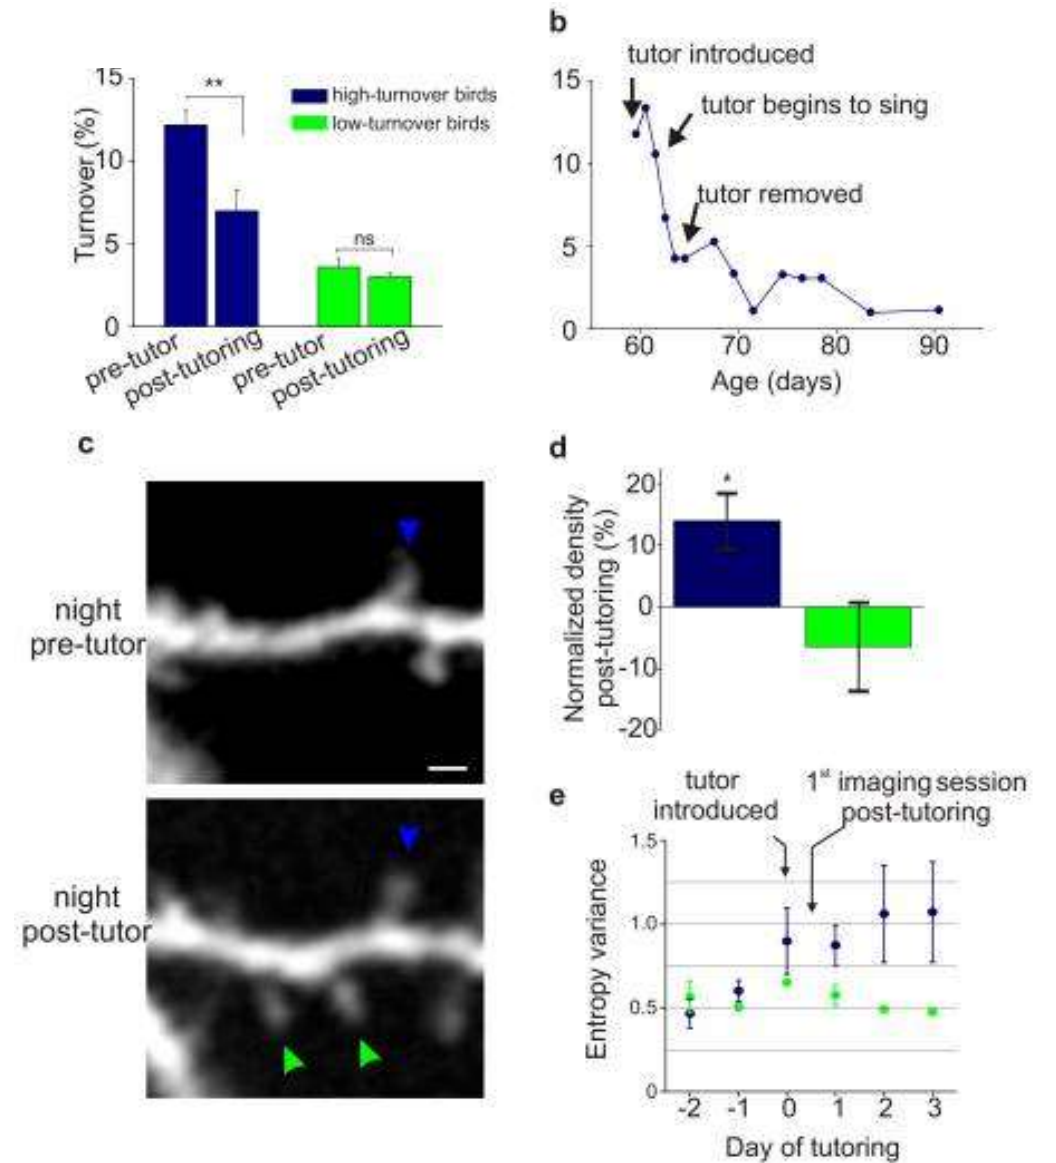 15
10
5
0
Turnover (%)
**
ns
high-turnover birds
low-turnover birds
pre-tutor
post-tutoring
pre-tutor
post-tutoring
b
tutor introduced
tutor begins to sing
tutor removed
15
10
5
0
60 70 80 90
Age (days)
c
night
pre-tutor
night
post-tutor
d
Normalized density
post-tutoring (%)
20
10
0
-10
-20
*
e
tutor
introduced
1st imaging session
post-tutoring
Entropy variance
1.5
1.0
0.5
0
-2 -1 0 1 2 3
Day of tutoring